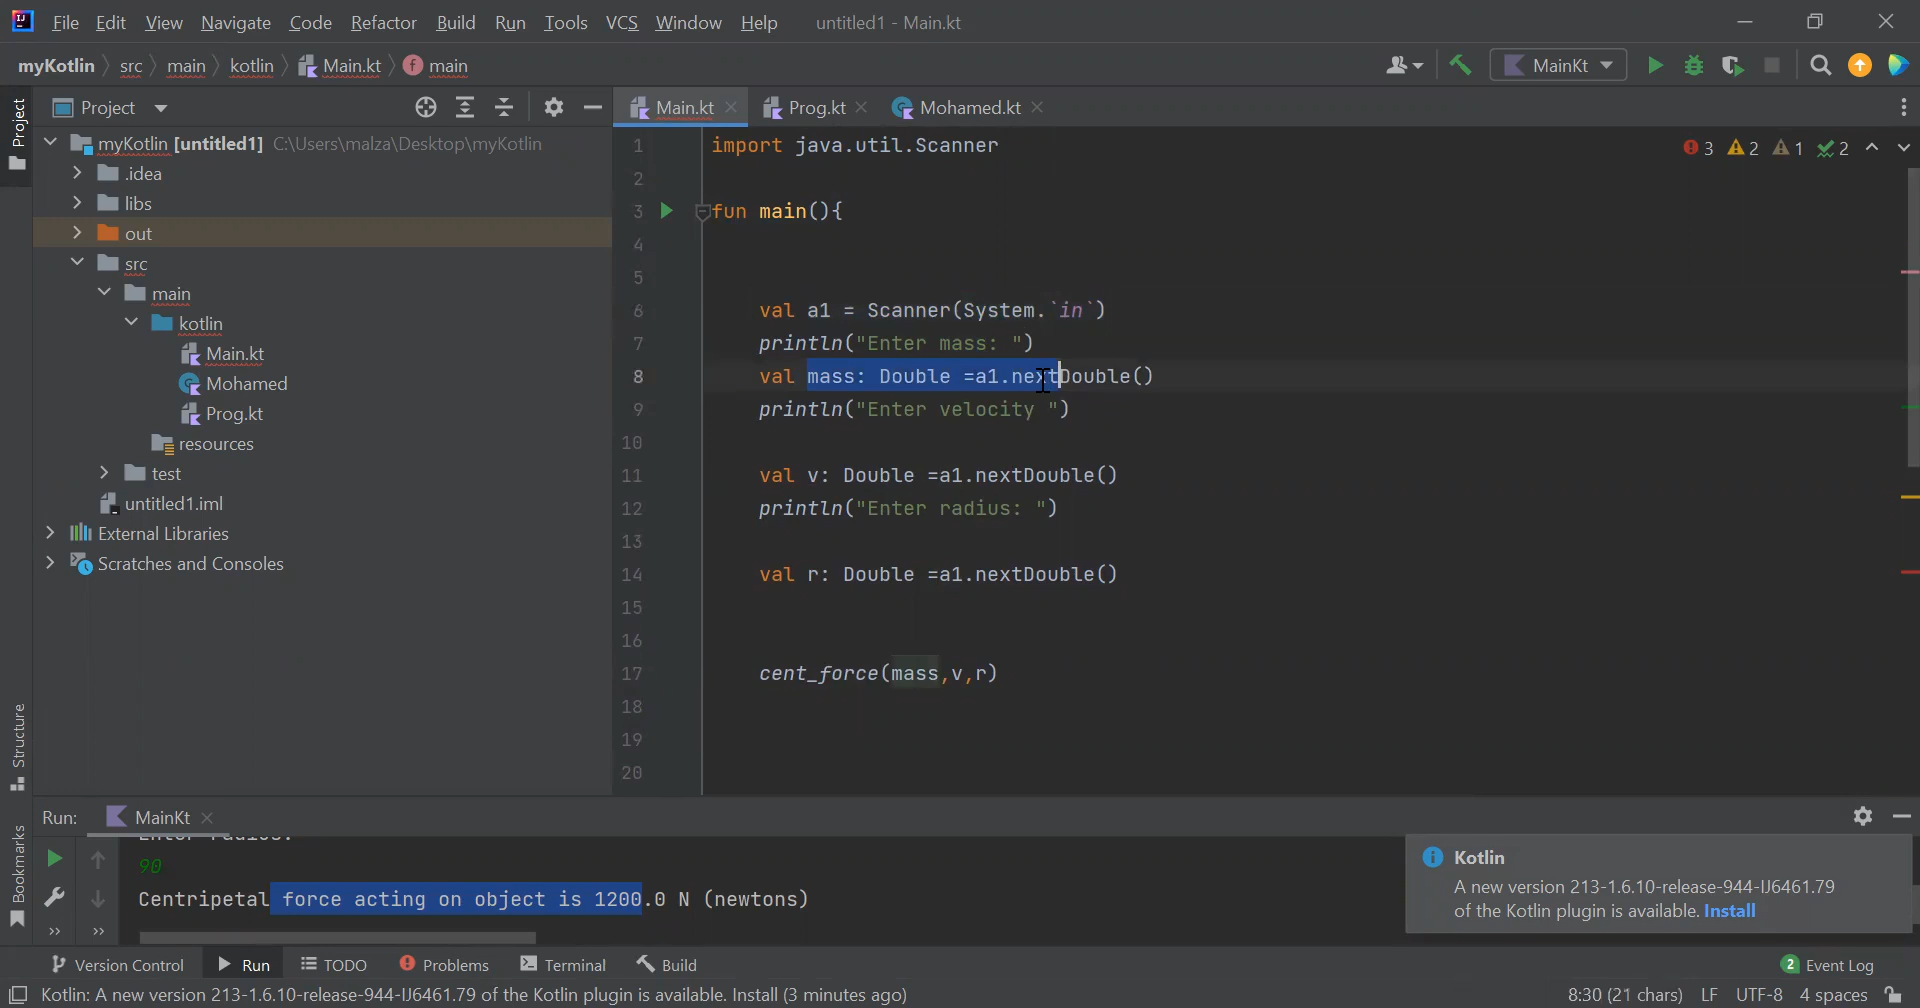 File Edit View Navigate Code Refactor Build Run Tools VCS Window Help untitled1 - Main.kt
myKotlin src main kotlin Main.kt main MainKt
Project
Project
Main.kt Prog.kt Mohamed.kt
myKotlin [untitled1] C:\Users\malza\Desktop\myKotlin
.idea
libs
out
src
main
kotlin
Main.kt
Mohamed
Prog.kt
resources
test
untitled1.iml
External Libraries
Scratches and Consoles
3 2 1 2
1 import java.util.Scanner
2
3 fun main(){
4
5
6 val a1 = Scanner(System.`in`)
7 println("Enter mass: ")
8 val mass: Double =a1.nextDouble()
9 println("Enter velocity ")
10
11 val v: Double =a1.nextDouble()
12 println("Enter radius: ")
13
14 val r: Double =a1.nextDouble()
15
16
17 cent_force(mass,v,r)
18
19
20
Structure
Bookmarks
Run: MainKt
Enter radius:
90
Centripetal force acting on object is 1200.0 N (newtons)
Kotlin
A new version 213-1.6.10-release-944-IJ6461.79
of the Kotlin plugin is available. Install
Version Control Run TODO Problems Terminal Build 2 Event Log
Kotlin: A new version 213-1.6.10-release-944-IJ6461.79 of the Kotlin plugin is available. Install (3 minutes ago) 8:30 (21 chars) LF UTF-8 4 spaces